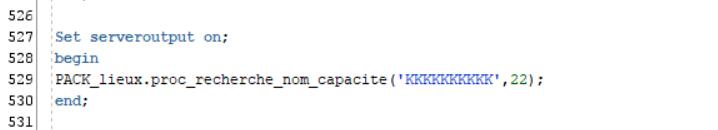 526
527 Set serveroutput on;
528 begin
529 PACK_lieux.proc_recherche_nom_capacite('KKKKKKKKKK',22);
530 end;
531